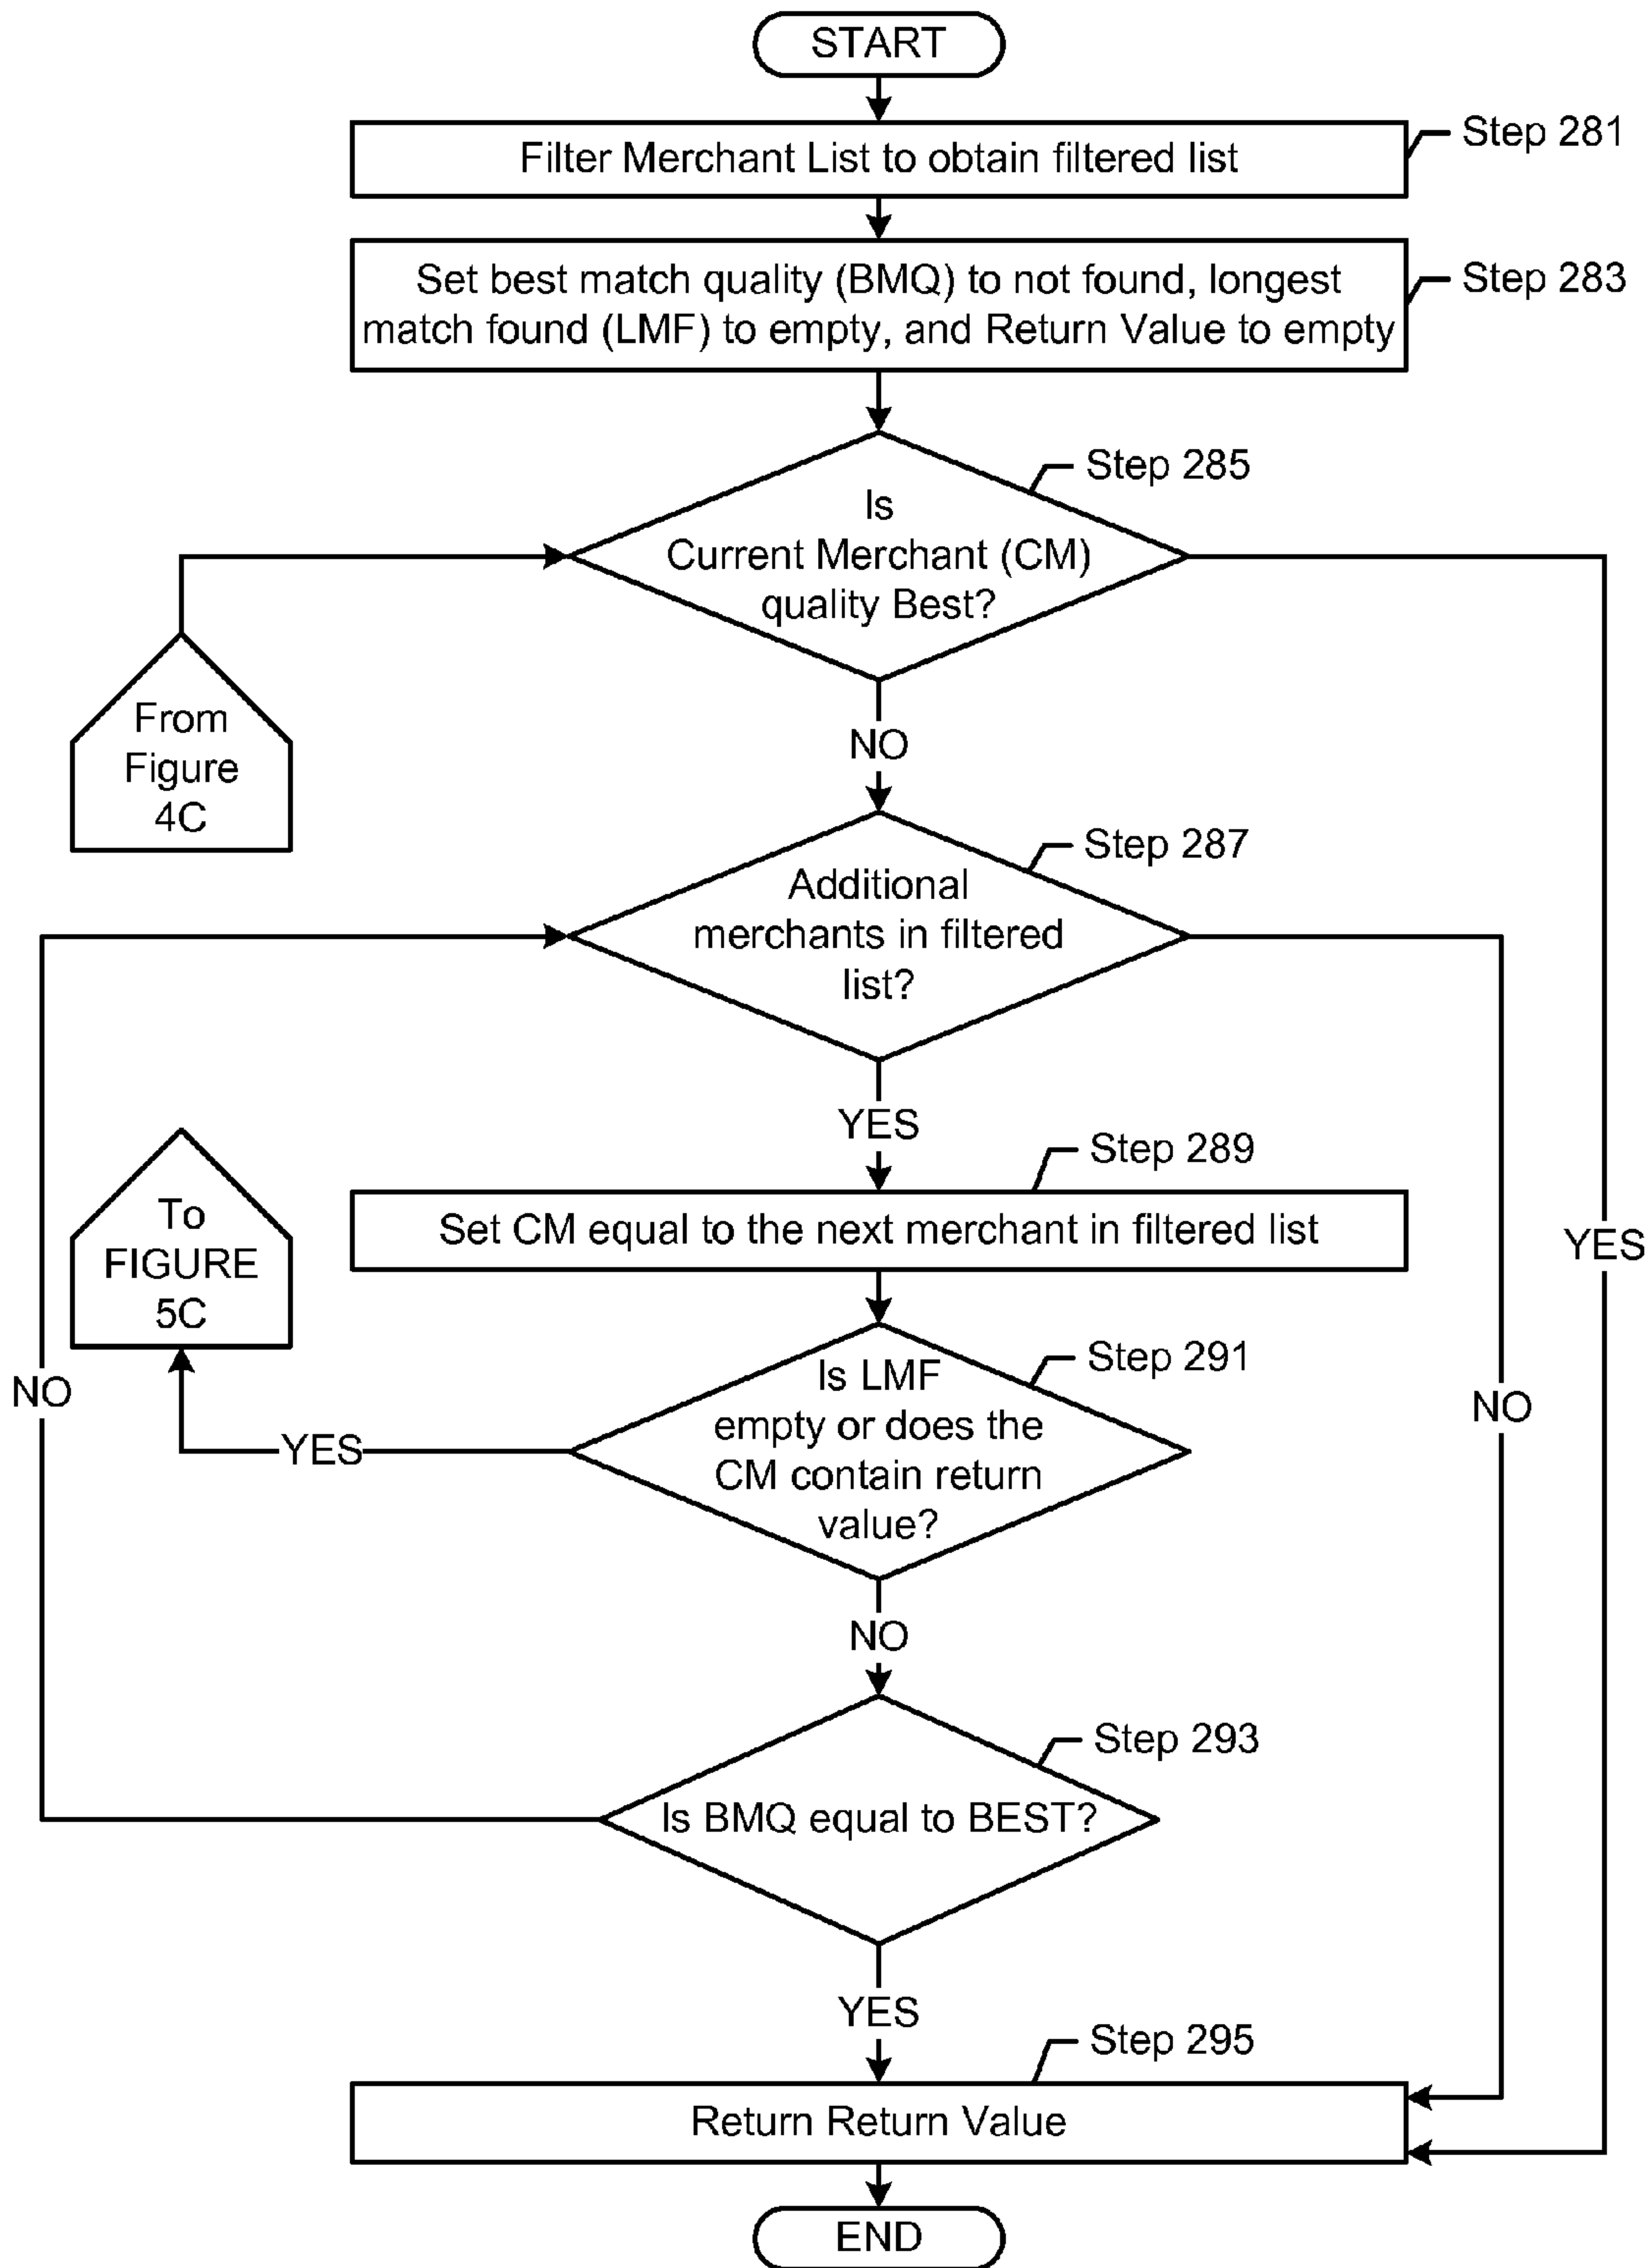 START
Filter Merchant List to obtain filtered list
Step 281
Set best match quality (BMQ) to not found, longest
match found (LMF) to empty, and Return Value to empty
Step 283
Step 285
Is
Current Merchant (CM)
quality Best?
From
Figure
4C
NO
Step 287
Additional
merchants in filtered
list?
YES
Step 289
Set CM equal to the next merchant in filtered list
To
FIGURE
5C
YES
Step 291
Is LMF
empty or does the
CM contain return
value?
NO
NO
YES
NO
Step 293
Is BMQ equal to BEST?
YES
Step 295
Return Return Value
END